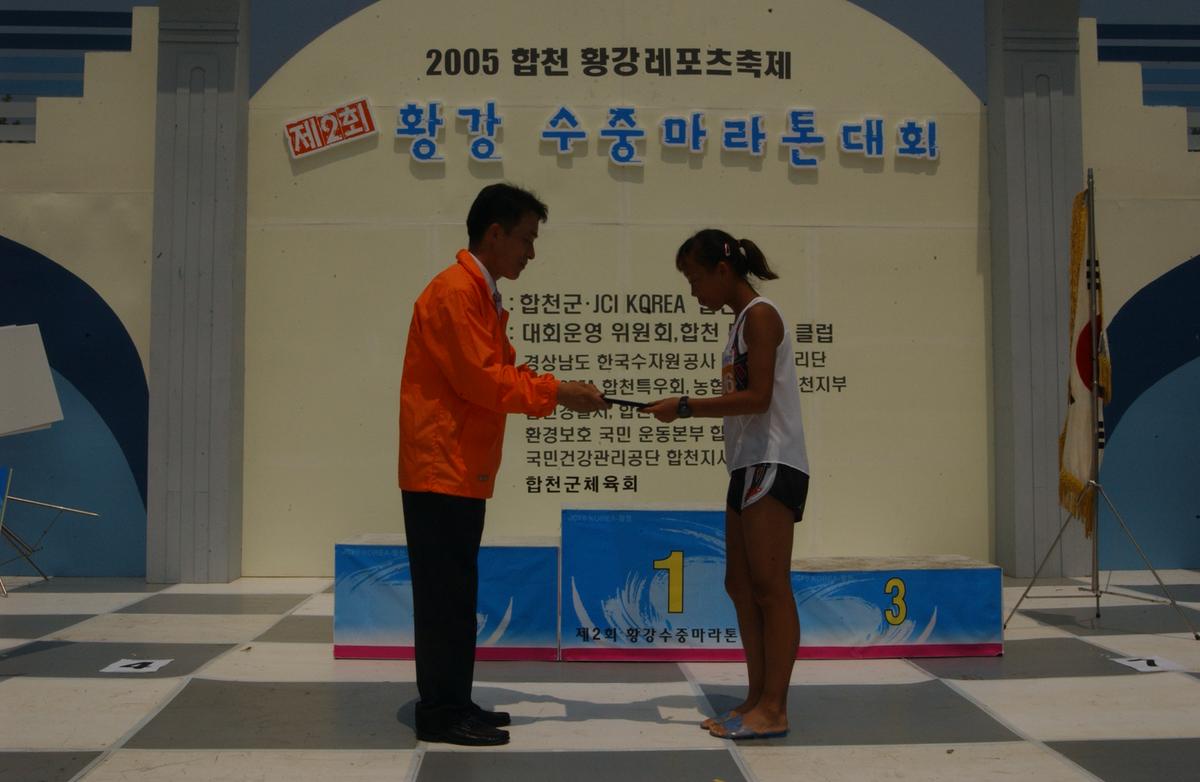 2005 합천 황강레포츠축제
제2회 황강 수중마라톤대회
: 합천군·JCI KOREA 합천
: 대회운영 위원회,합천 클럽
경상남도 한국수자원공사 리단
합천특우회, 농협 천지부
환경보호 국민 운동본부 합
국민건강관리공단 합천지사
합천군체육회
1
3
제2회 황강수중마라톤
4